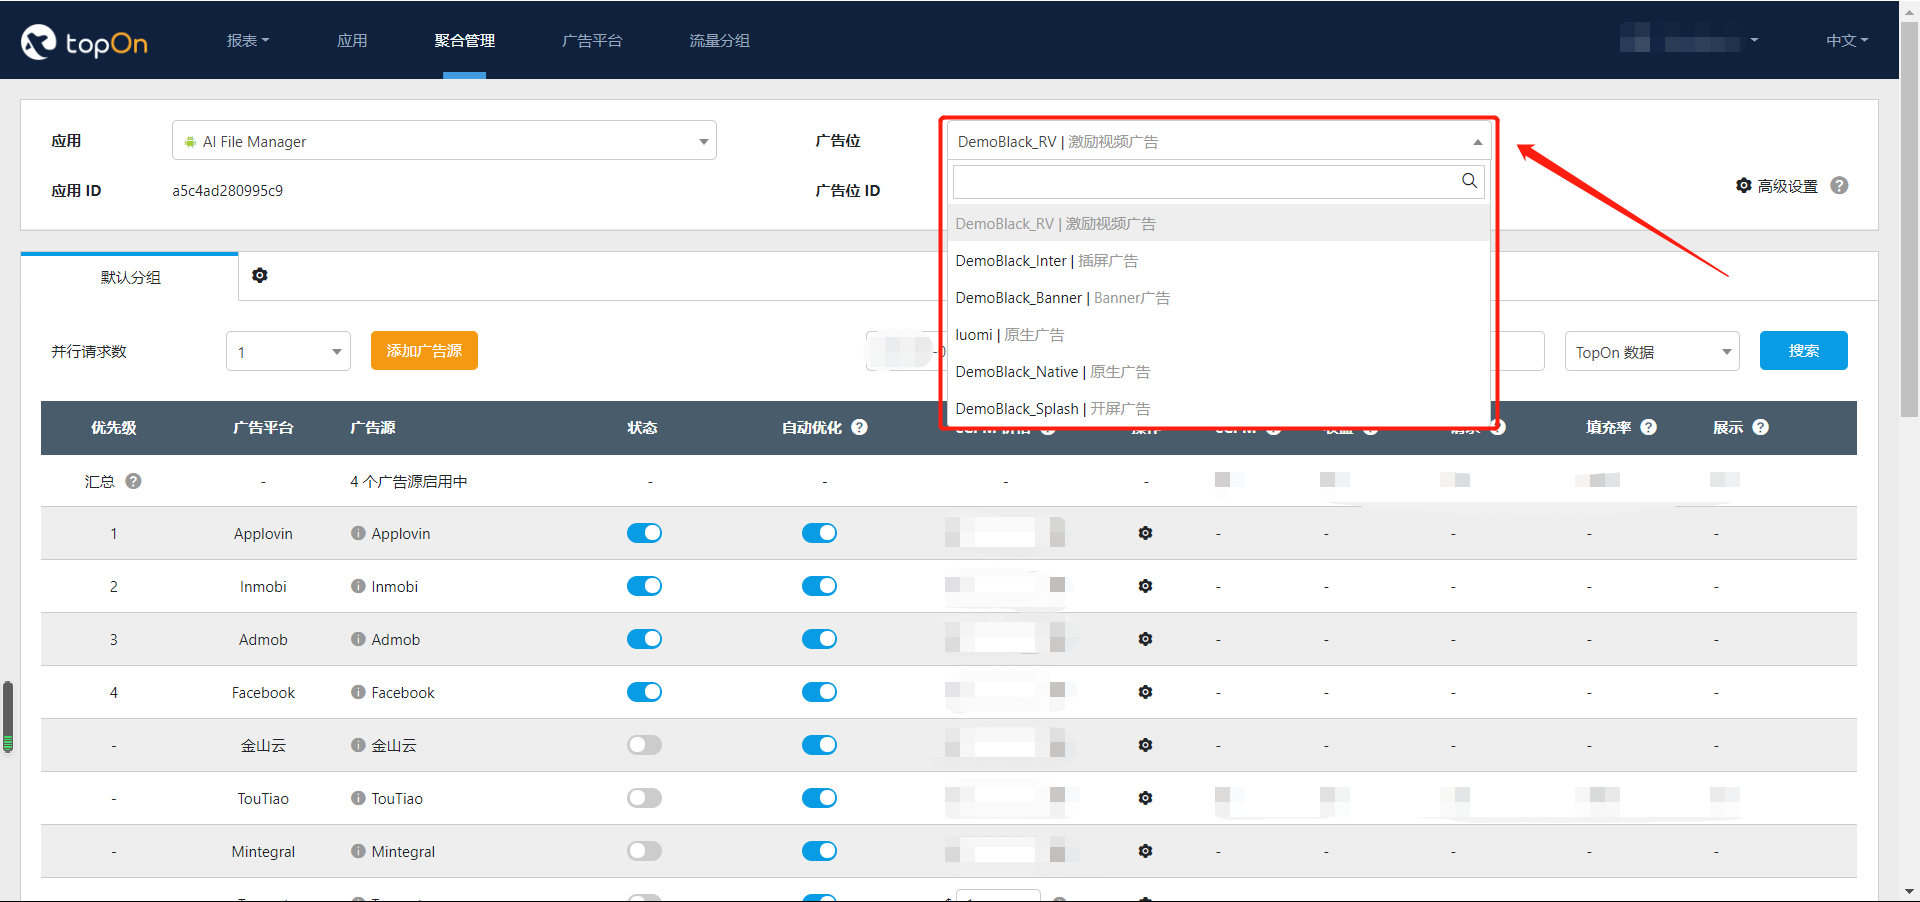 topOn 报表 应用 聚合管理 广告平台 流量分组 中文
应用 AI File Manager 广告位 DemoBlack_RV | 激励视频广告
应用 ID a5c4ad280995c9 广告位 ID 高级设置
DemoBlack_RV | 激励视频广告
DemoBlack_Inter | 插屏广告
DemoBlack_Banner | Banner广告
luomi | 原生广告
DemoBlack_Native | 原生广告
DemoBlack_Splash | 开屏广告
默认分组
并行请求数 1 添加广告源 TopOn 数据 搜索
优先级 广告平台 广告源 状态 自动优化 填充率 展示
汇总 - 4 个广告源启用中 - - - -
1 Applovin Applovin - - - - -
2 Inmobi Inmobi - - - - -
3 Admob Admob - - - - -
4 Facebook Facebook - - - - -
- 金山云 金山云 - - - - -
- TouTiao TouTiao
- Mintegral Mintegral - - - - -